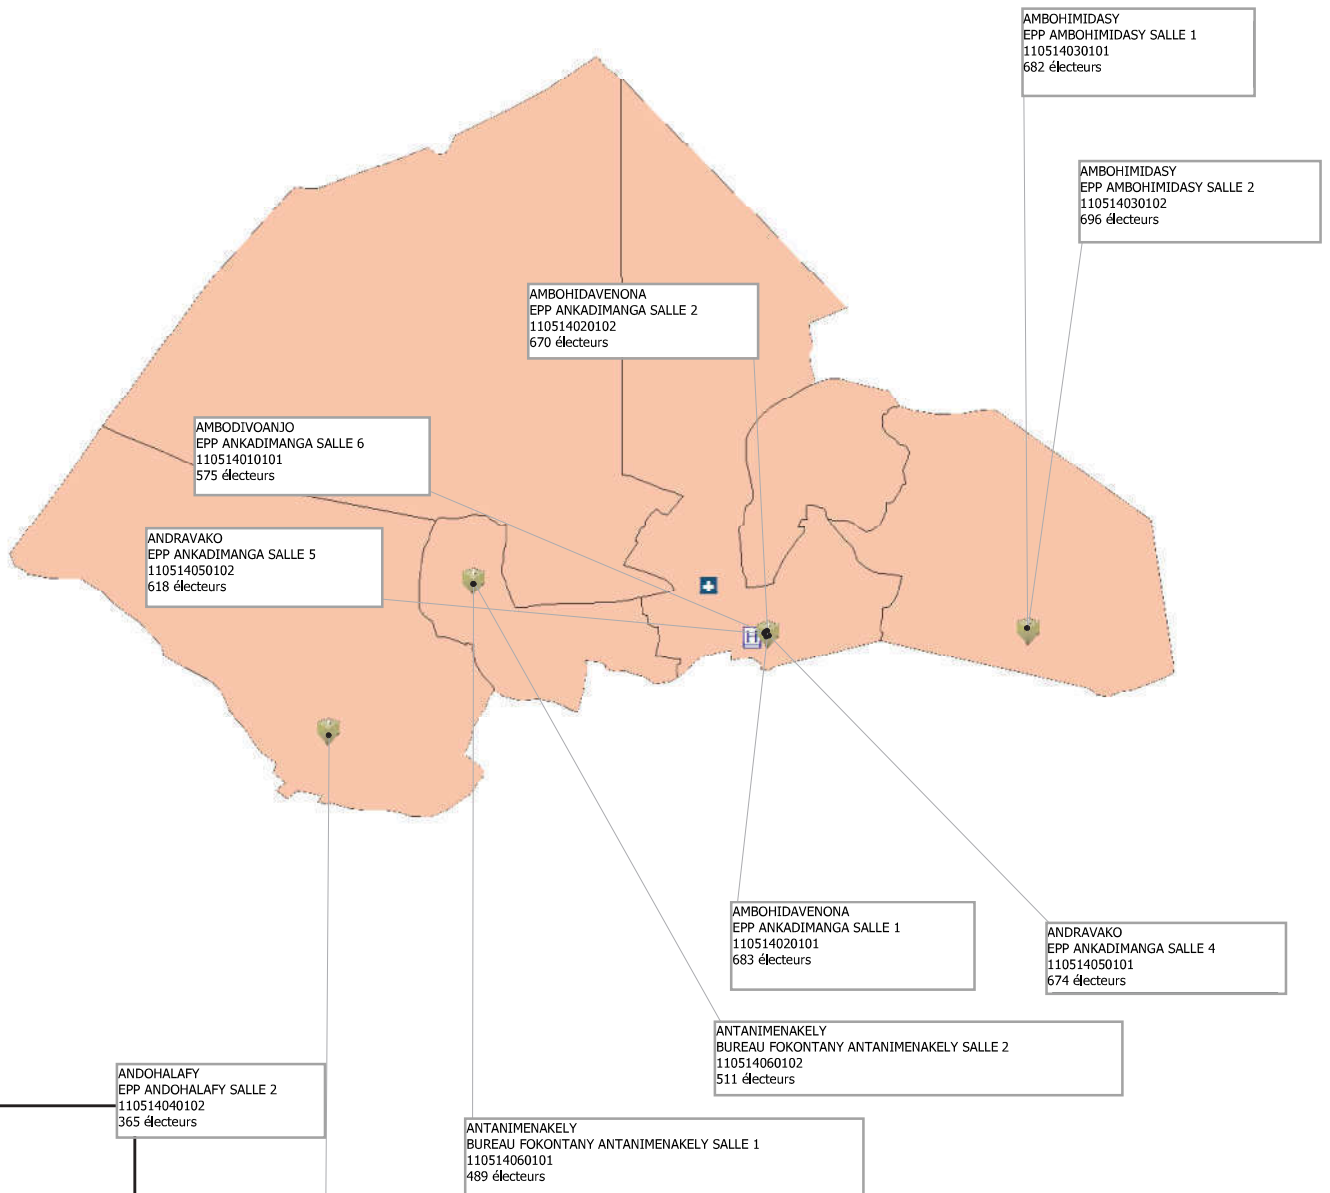 AMBOHIMIDASY
EPP AMBOHIMIDASY SALLE 1
110514030101
682 électeurs
AMBOHIMIDASY
EPP AMBOHIMIDASY SALLE 2
110514030102
696 électeurs
AMBOHIDAVENONA
EPP ANKADIMANGA SALLE 2
110514020102
670 électeurs
AMBODIVOANJO
EPP ANKADIMANGA SALLE 6
110514010101
575 électeurs
ANDRAVAKO
EPP ANKADIMANGA SALLE 5
110514050102
618 électeurs
H
AMBOHIDAVENONA
EPP ANKADIMANGA SALLE 1
110514020101
683 électeurs
ANDRAVAKO
EPP ANKADIMANGA SALLE 4
110514050101
674 électeurs
ANTANIMENAKELY
BUREAU FOKONTANY ANTANIMENAKELY SALLE 2
110514060102
511 électeurs
ANDOHALAFY
EPP ANDOHALAFY SALLE 2
110514040102
365 électeurs
ANTANIMENAKELY
BUREAU FOKONTANY ANTANIMENAKELY SALLE 1
110514060101
489 électeurs